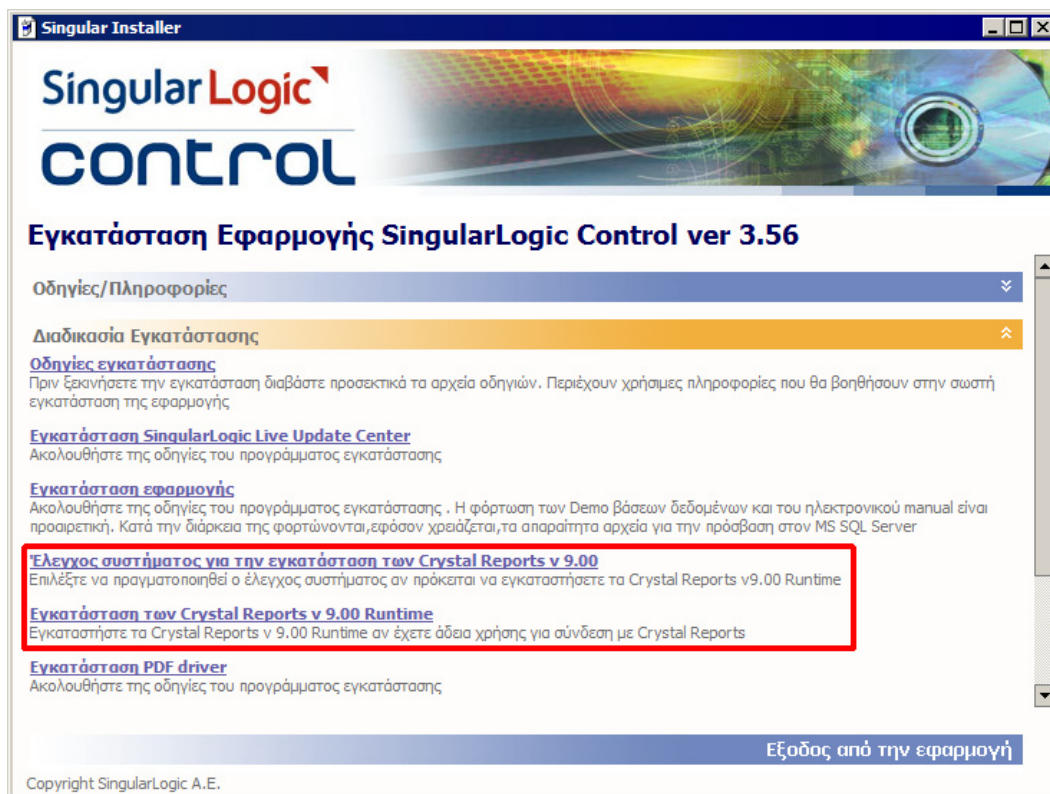 Singular Installer
SingularLogic
control
Εγκατάσταση Εφαρμογής SingularLogic Control ver 3.56
Οδηγίες/Πληροφορίες
Διαδικασία Εγκατάστασης
Οδηγίες εγκατάστασης
Πριν ξεκινήσετε την εγκατάσταση διαβάστε προσεκτικά τα αρχεία οδηγιών. Περιέχουν χρήσιμες πληροφορίες που θα βοηθήσουν στην σωστή
εγκατάσταση της εφαρμογής
Εγκατάσταση SingularLogic Live Update Center
Ακολουθήστε της οδηγίες του προγράμματος εγκατάστασης
Εγκατάσταση εφαρμογής
Ακολουθήστε της οδηγίες του προγράμματος εγκατάστασης . Η φόρτωση των Demo βάσεων δεδομένων και του ηλεκτρονικού manual είναι
προαιρετική. Κατά την διάρκεια της φορτώνονται,εφόσον χρειάζεται,τα απαραίτητα αρχεία για την πρόσβαση στον MS SQL Server
Έλεγχος συστήματος για την εγκατάσταση των Crystal Reports v 9.00
Επιλέξτε να πραγματοποιηθεί ο έλεγχος συστήματος αν πρόκειται να εγκαταστήσετε τα Crystal Reports v9.00 Runtime
Εγκατάσταση των Crystal Reports v 9.00 Runtime
Εγκαταστήστε τα Crystal Reports v 9.00 Runtime αν έχετε άδεια χρήσης για σύνδεση με Crystal Reports
Εγκατάσταση PDF driver
Ακολουθήστε της οδηγίες του προγράμματος εγκατάστασης
Εξοδος από την εφαρμογή
Copyright SingularLogic A.E.